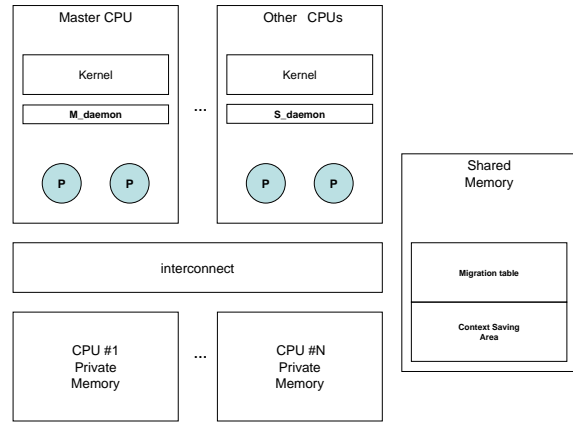 Master CPU
Kernel
M_daemon
P P
...
Other CPUs
Kernel
S_daemon
P P
Shared
Memory
Migration table
Context Saving
Area
interconnect
CPU #1
Private
Memory
...
CPU #N
Private
Memory